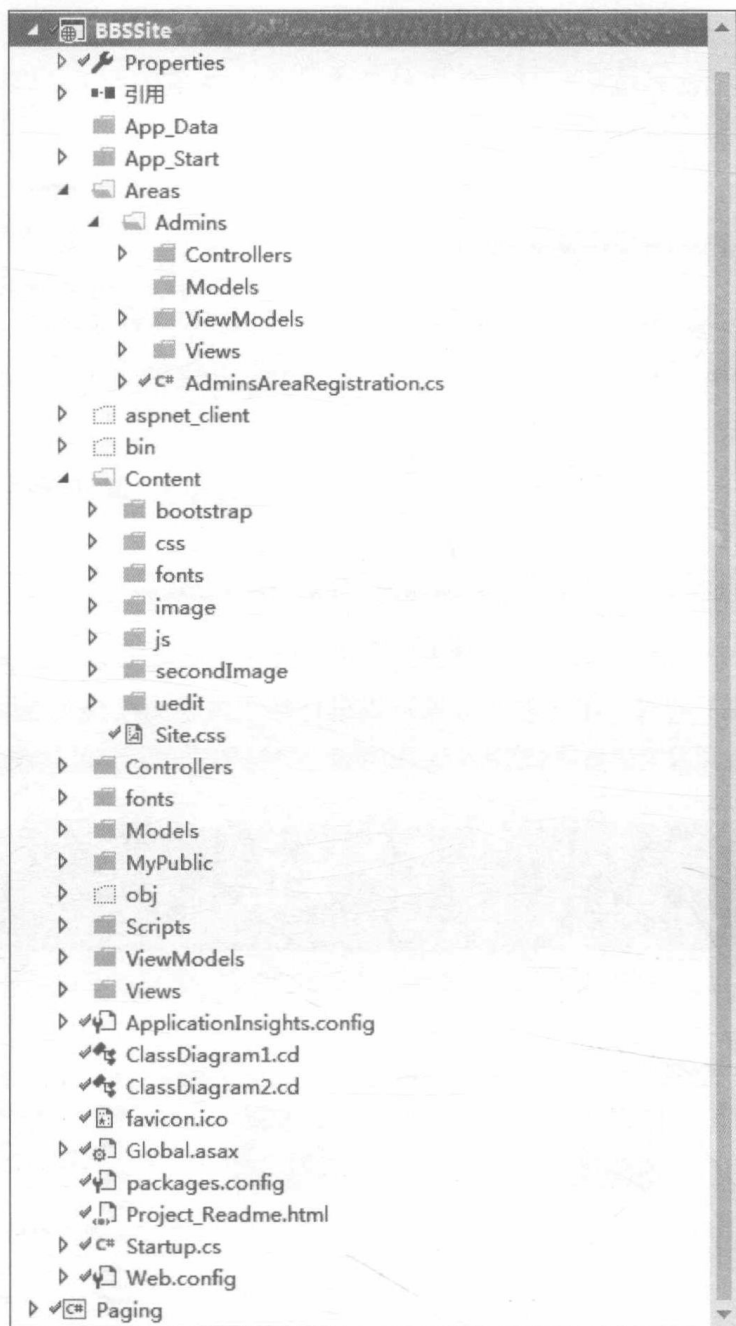 BBSSite
Properties
引用
App_Data
App_Start
Areas
Admins
Controllers
Models
ViewModels
Views
C# AdminsAreaRegistration.cs
aspnet_client
bin
Content
bootstrap
css
fonts
image
js
secondImage
uedit
Site.css
Controllers
fonts
Models
MyPublic
obj
Scripts
ViewModels
Views
ApplicationInsights.config
ClassDiagram1.cd
ClassDiagram2.cd
favicon.ico
Global.asax
packages.config
Project_Readme.html
C# Startup.cs
Web.config
C# Paging